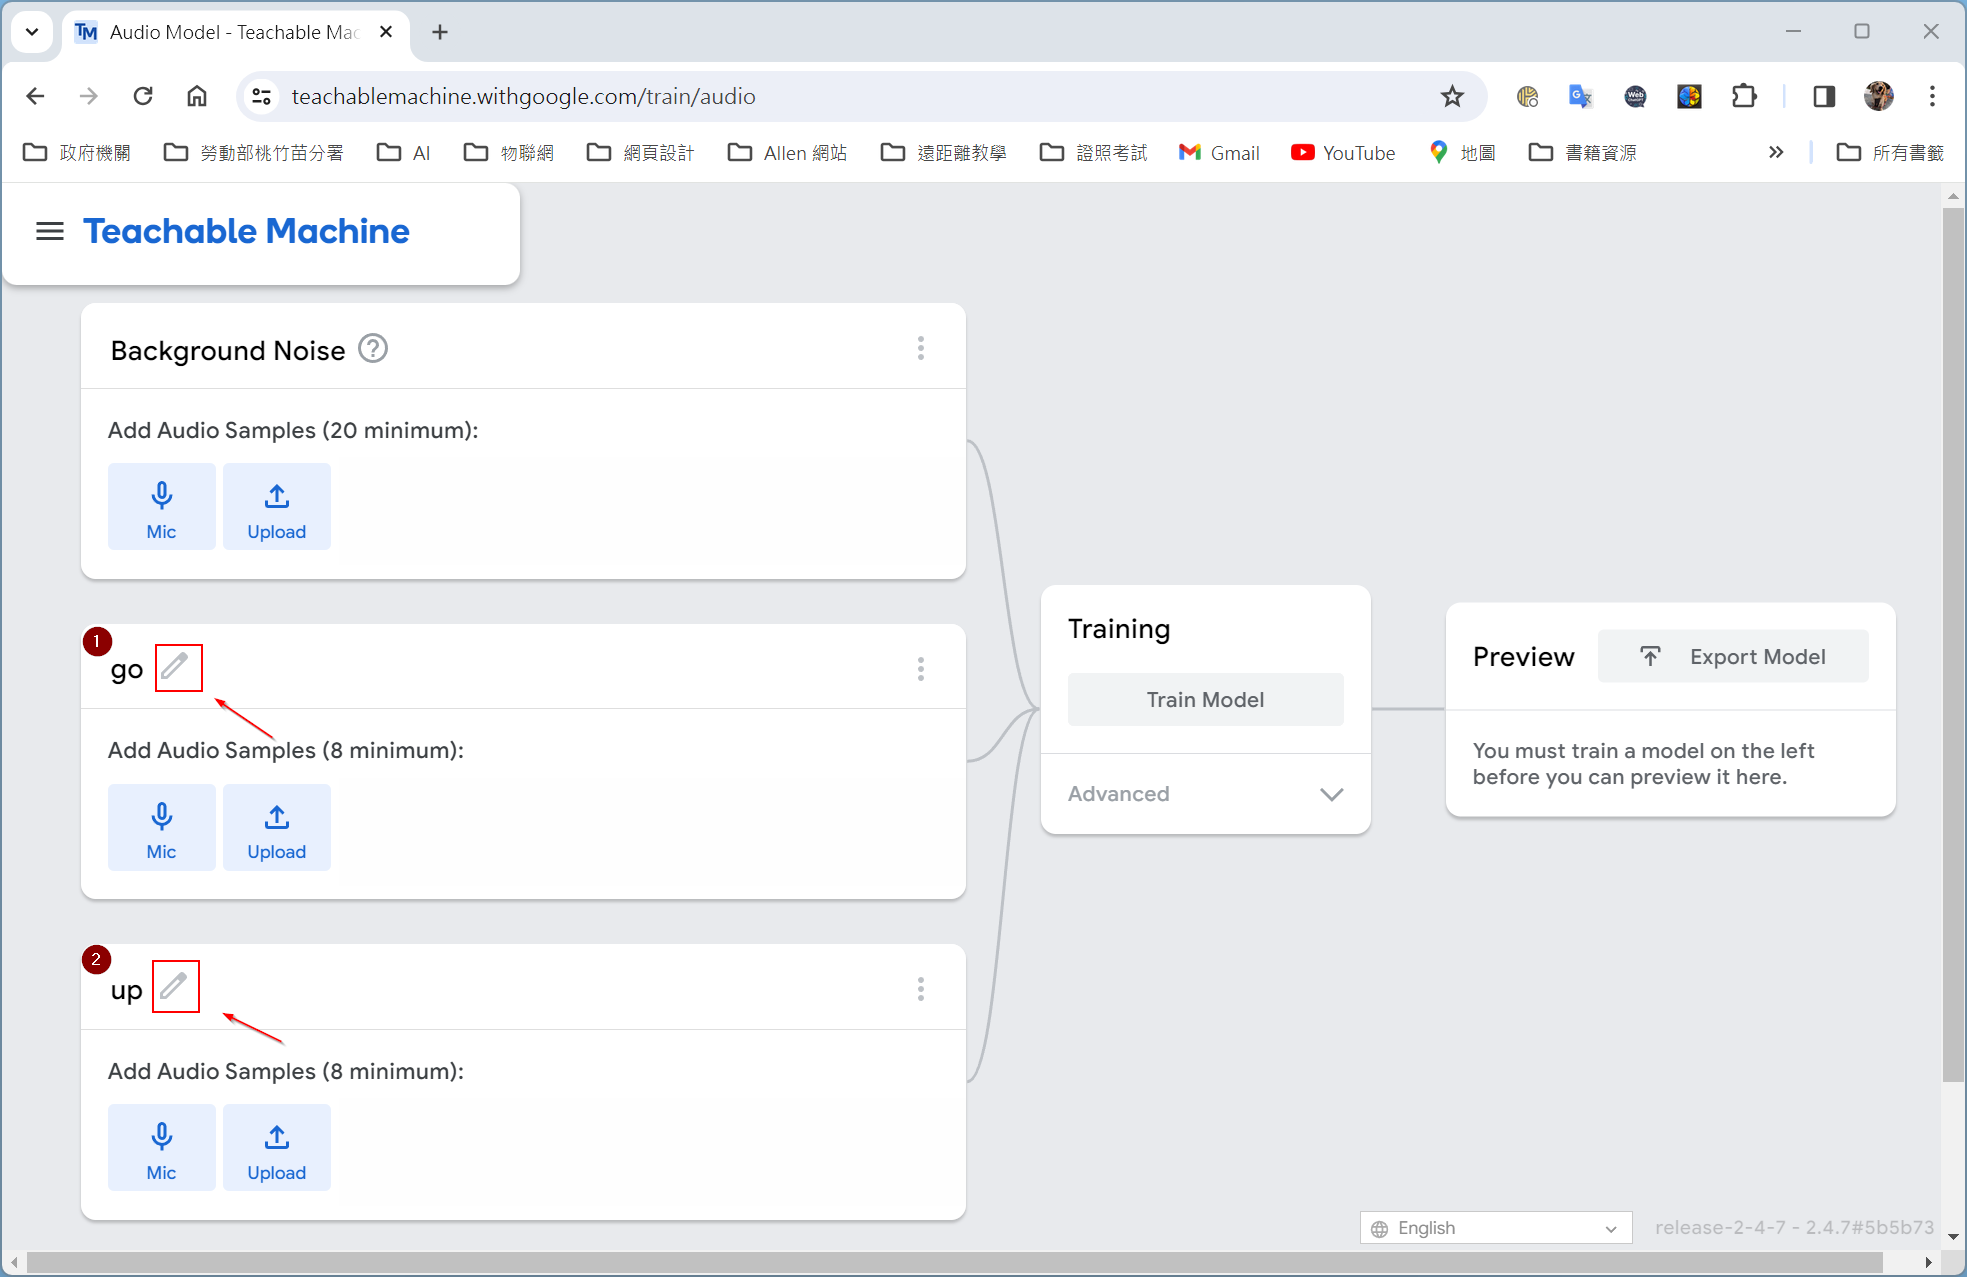 TM Audio Model - Teachable Mac
teachablemachine.withgoogle.com/train/audio
政府機關 勞動部桃竹苗分署 AI 物聯網 網頁設計 Allen 網站 遠距離教學 證照考試 Gmail YouTube 地圖 書籍資源 所有書籤
Teachable Machine
Background Noise ?
Add Audio Samples (20 minimum):
Mic Upload
1
go
Add Audio Samples (8 minimum):
Mic Upload
2
up
Add Audio Samples (8 minimum):
Mic Upload
Training
Train Model
Advanced
Preview Export Model
You must train a model on the left
before you can preview it here.
English release-2-4-7 - 2.4.7#5b5b73